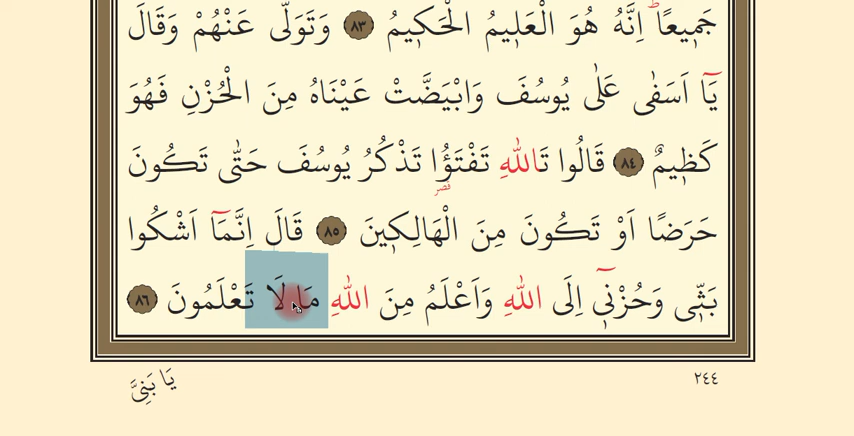 جَمٖيعًاؕ اِنَّهُ هُوَ الْعَلٖيمُ الْحَكٖيمُ ﴿٨٣﴾ وَتَوَلّٰى عَنْهُمْ وَقَالَ
يَٓا اَسَفٰى عَلٰى يُوسُفَ وَابْيَضَّتْ عَيْنَاهُ مِنَ الْحُزْنِ فَهُوَ
كَظٖيمٌ ﴿٨٤﴾ قَالُوا تَاللّٰهِ تَفْتَؤُ۬ا تَذْكُرُ يُوسُفَ حَتّٰى تَكُونَ
قصر
حَرَضًا اَوْ تَكُونَ مِنَ الْهَالِكٖينَ ﴿٨٥﴾ قَالَ اِنَّمَٓا اَشْكُوا
بَثّٖى وَحُزْنٖٓى اِلَى اللّٰهِ وَاَعْلَمُ مِنَ اللّٰهِ مَا لَا تَعْلَمُونَ ﴿٨٦﴾
٢٤٤
يَا بَنِىَّ